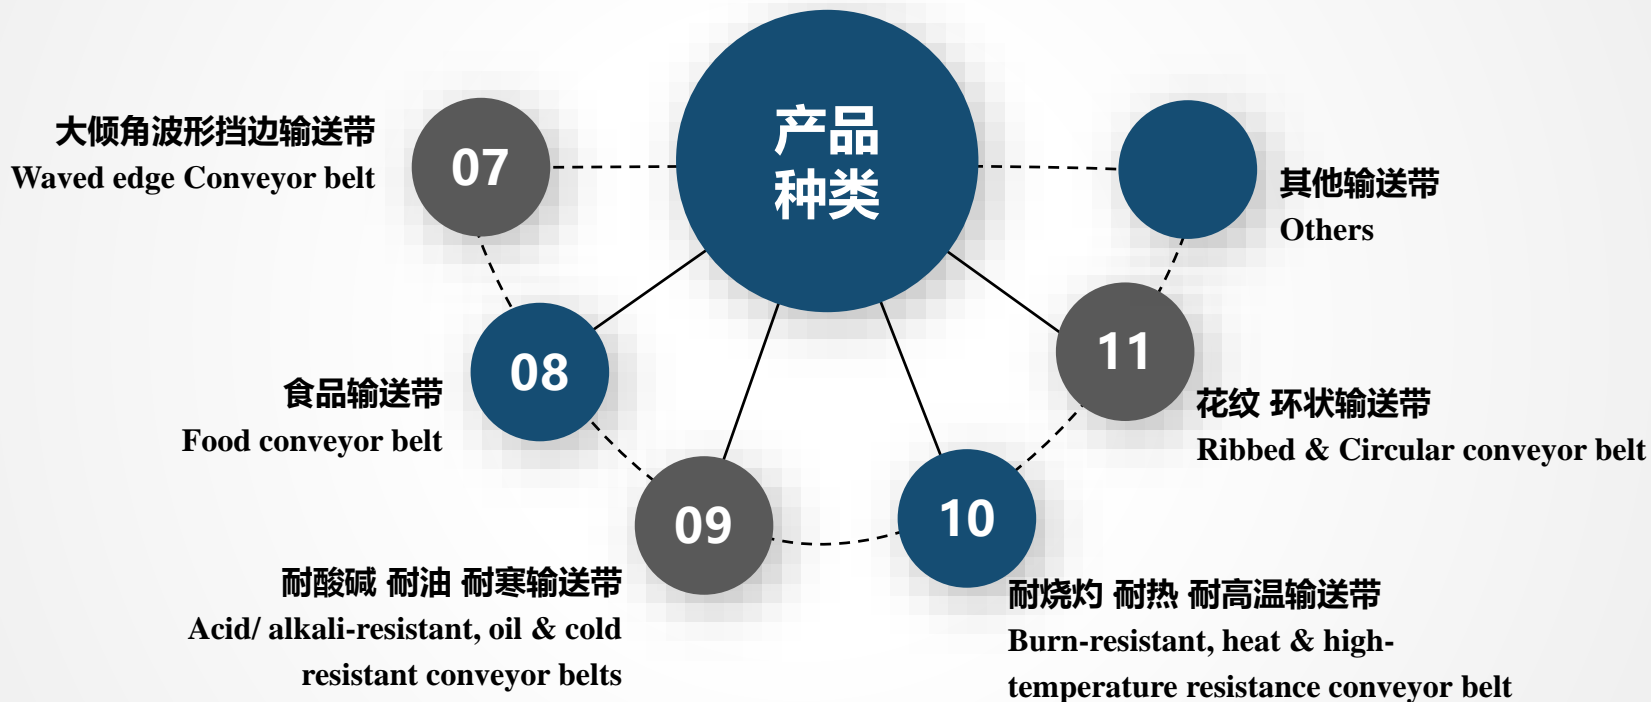 产品
种类
07
大倾角波形挡边输送带
Waved edge Conveyor belt
08
食品输送带
Food conveyor belt
09
耐酸碱 耐油 耐寒输送带
Acid/ alkali-resistant, oil & cold
resistant conveyor belts
10
耐烧灼 耐热 耐高温输送带
Burn-resistant, heat & high-
temperature resistance conveyor belt
11
花纹 环状输送带
Ribbed & Circular conveyor belt
其他输送带
Others